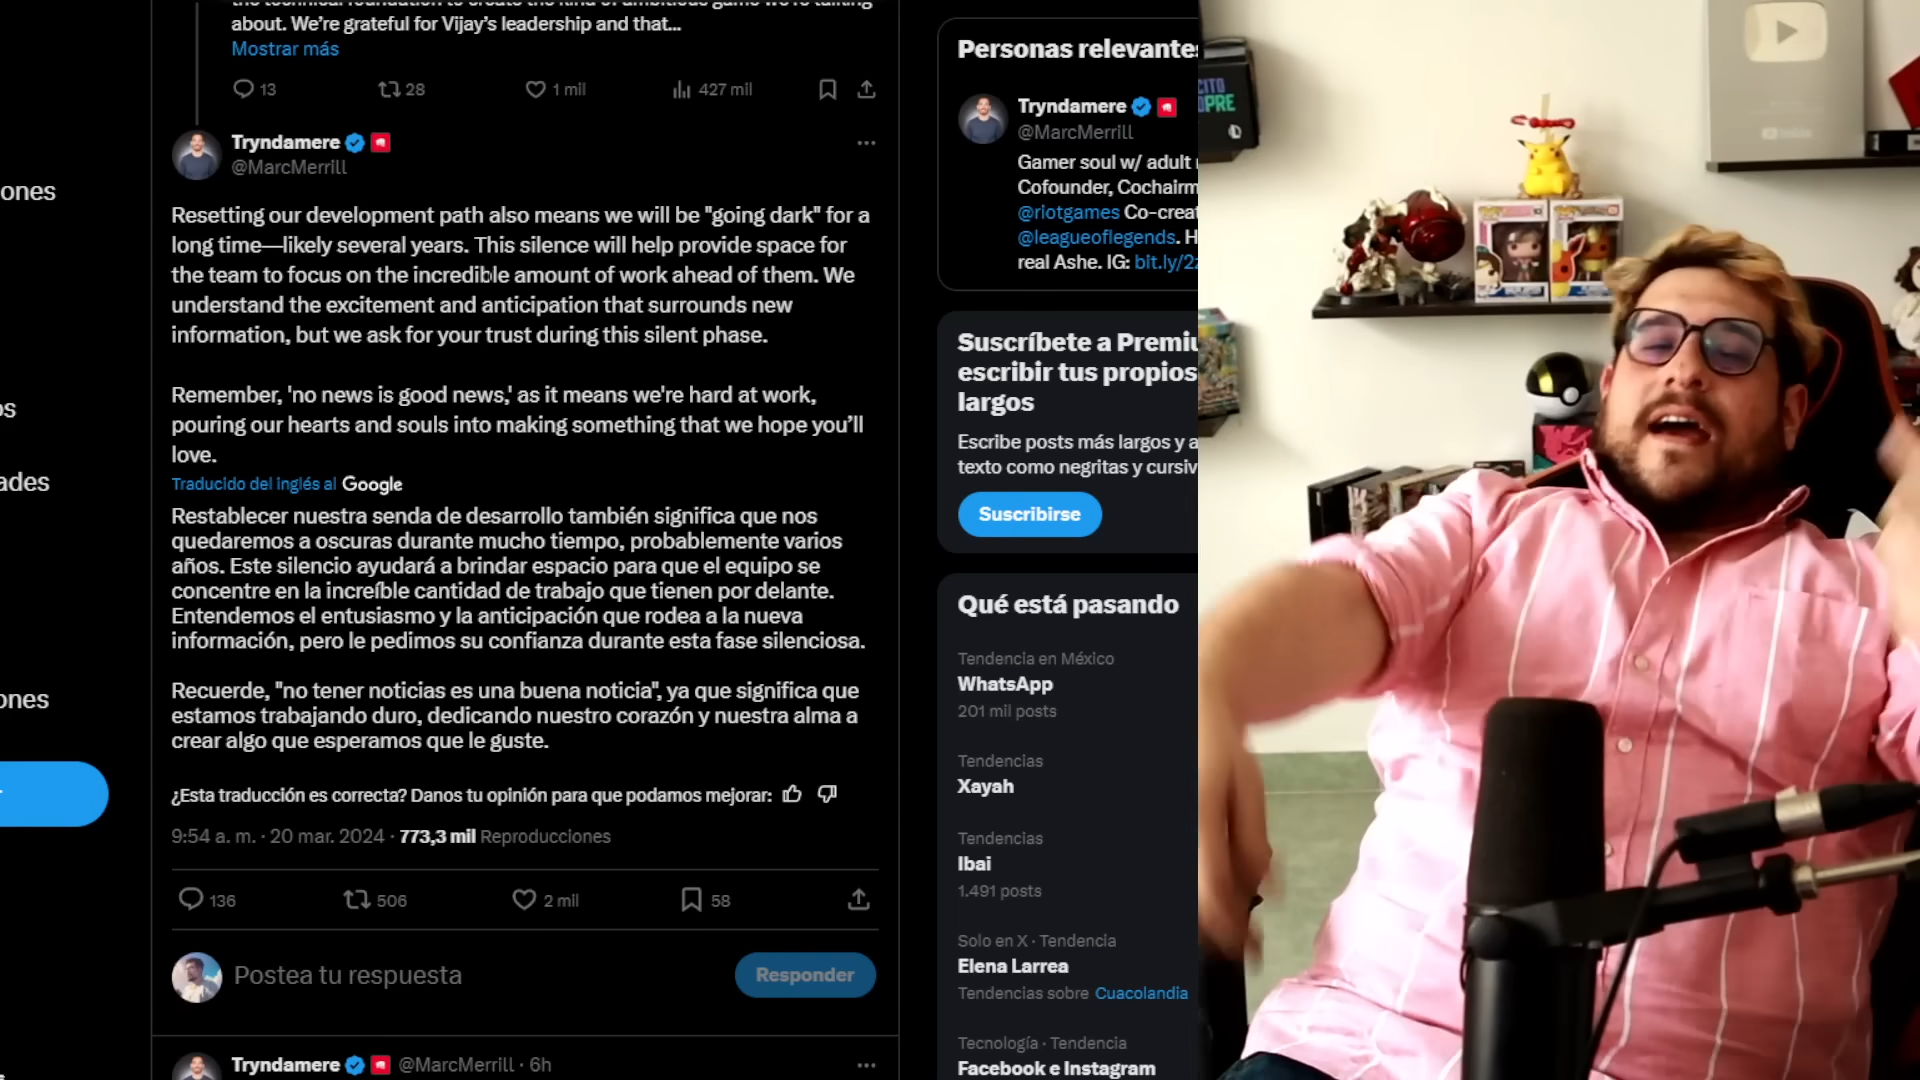 about. We're grateful for Vijay's leadership and that...
Mostrar más
13
28
1 mil
427 mil
Tryndamere
@MarcMerrill
Resetting our development path also means we will be "going dark" for a
long time—likely several years. This silence will help provide space for
the team to focus on the incredible amount of work ahead of them. We
understand the excitement and anticipation that surrounds new
information, but we ask for your trust during this silent phase.
Remember, 'no news is good news,' as it means we're hard at work,
pouring our hearts and souls into making something that we hope you'll
love.
Traducido del inglés al Google
Restablecer nuestra senda de desarrollo también significa que nos
quedaremos a oscuras durante mucho tiempo, probablemente varios
años. Este silencio ayudará a brindar espacio para que el equipo se
concentre en la increíble cantidad de trabajo que tienen por delante.
Entendemos el entusiasmo y la anticipación que rodea a la nueva
información, pero le pedimos su confianza durante esta fase silenciosa.
Recuerde, "no tener noticias es una buena noticia", ya que significa que
estamos trabajando duro, dedicando nuestro corazón y nuestra alma a
crear algo que esperamos que le guste.
¿Esta traducción es correcta? Danos tu opinión para que podamos mejorar:
9:54 a. m. · 20 mar. 2024 · 773,3 mil Reproducciones
136
506
2 mil
58
Postea tu respuesta
Responder
Tryndamere @MarcMerrill · 6h
ones
os
ades
ones
Personas relevantes
Tryndamere
@MarcMerrill
Gamer soul w/ adult
Cofounder, Cochairm
@riotgames Co-creat
@leagueoflegends. H
real Ashe. IG: bit.ly/2z
Suscríbete a Premiu
escribir tus propios
largos
Escribe posts más largos y a
texto como negritas y cursiv
Suscribirse
Qué está pasando
Tendencia en México
WhatsApp
201 mil posts
Tendencias
Xayah
Tendencias
Ibai
1.491 posts
Solo en X · Tendencia
Elena Larrea
Tendencias sobre Cuacolandia
Tecnología · Tendencia
Facebook e Instagram
CITO
PRE